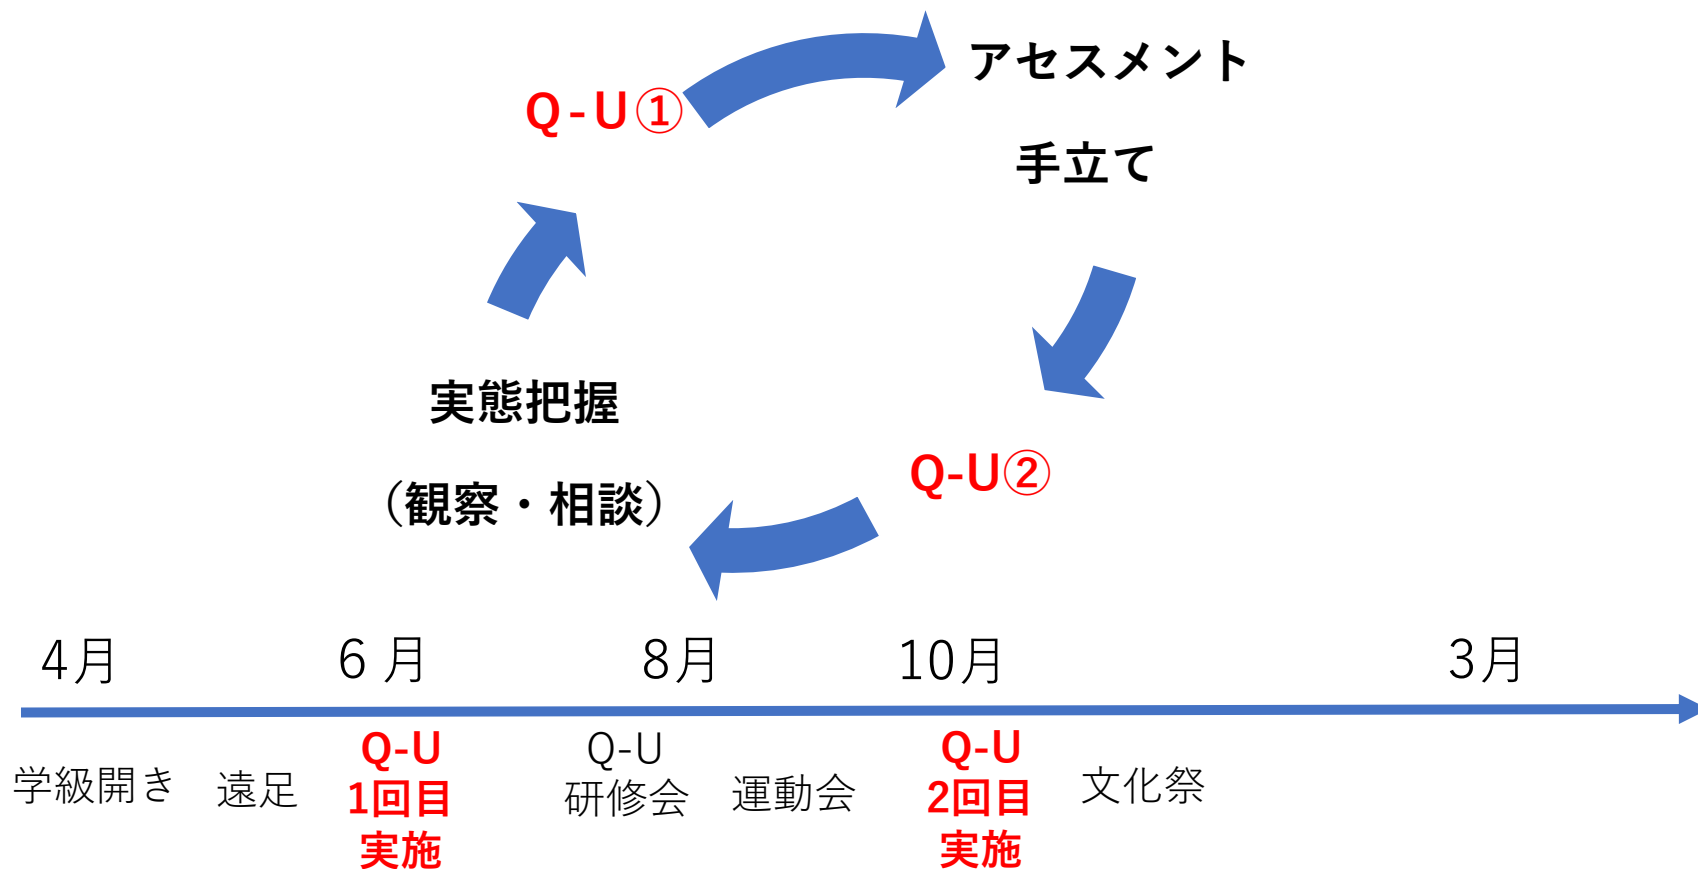 アセスメント
Q-U①
手立て
実態把握
（観察・相談）
Q-U②
4月
6月
8月
10月
3月
学級開き
遠足
Q-U
1回目
実施
Q-U
研修会
運動会
Q-U
2回目
実施
文化祭